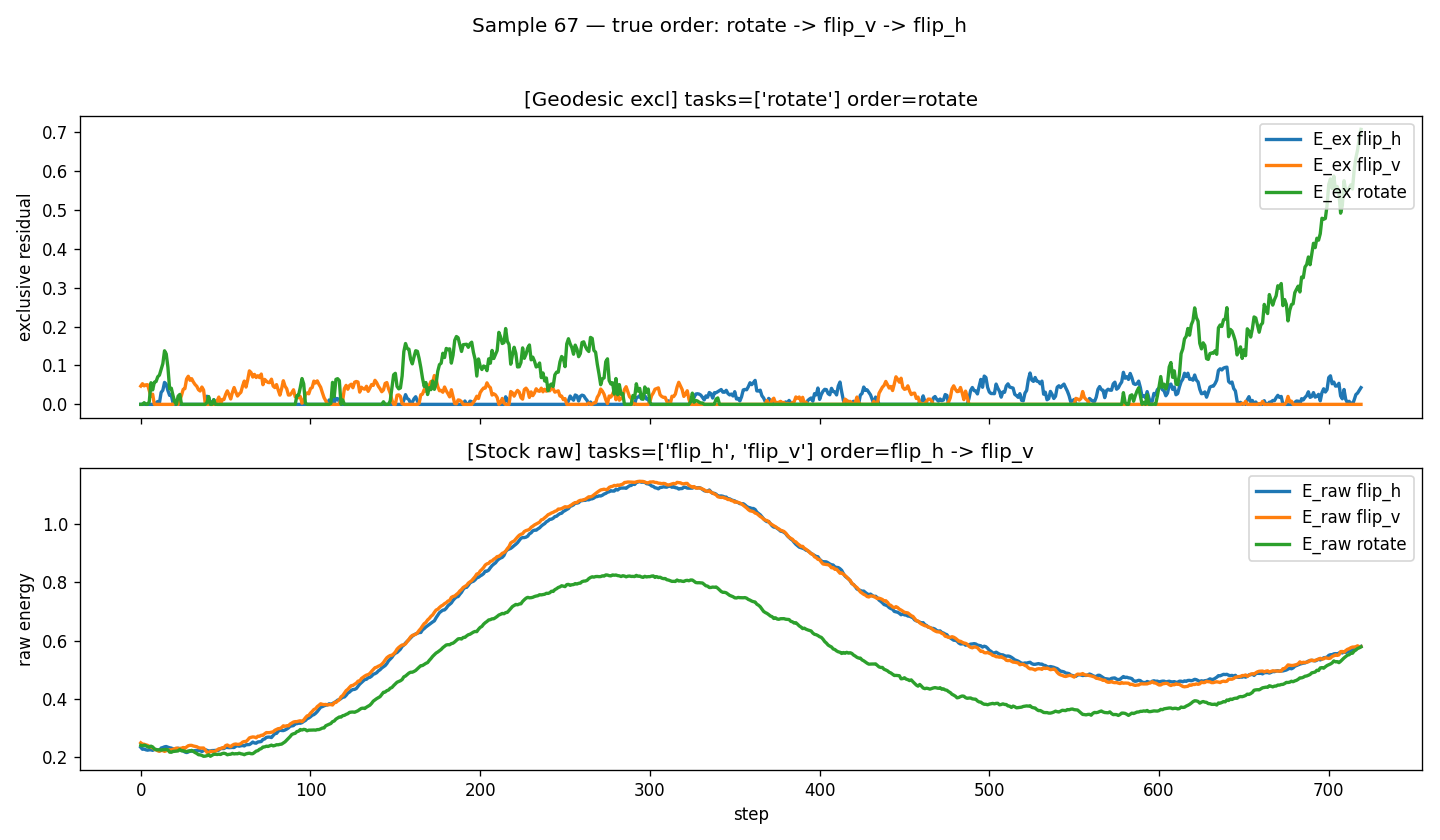 Sample 67 — true order: rotate -> flip_v -> flip_h
[Geodesic excl] tasks=['rotate'] order=rotate
exclusive residual
0.7
0.6
0.5
0.4
0.3
0.2
0.1
0.0
E_ex flip_h
E_ex flip_v
E_ex rotate
[Stock raw] tasks=['flip_h', 'flip_v'] order=flip_h -> flip_v
raw energy
1.0
0.8
0.6
0.4
0.2
E_raw flip_h
E_raw flip_v
E_raw rotate
0 100 200 300 400 500 600 700
step